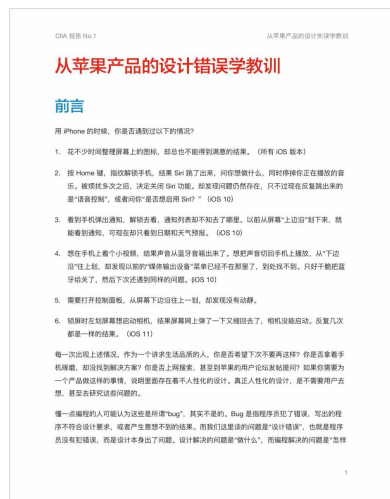 CIIA 报告 No.1
从苹果产品的设计失误学教训
从苹果产品的设计错误学教训
前言
用 iPhone 的时候，你是否遇到过以下的情况？
1. 花不少时间整理屏幕上的图标，却总也不能得到满意的结果。（所有 iOS 版本）
2. 按 Home 键，指纹解锁手机，结果 Siri 跳了出来，问你想做什么，同时停掉你正在播放的音
乐。被烦扰多次之后，决定关闭 Siri 功能。却发现问题仍然存在，只不过现在反复跳出来的
是“语音控制”，或者问你“是否想启用 Siri？”（iOS 10）
3. 看到手机弹出通知，解锁去看，通知列表却不知去了哪里。以前从屏幕“上边沿”划下来，就
能看到通知，可现在却只看到日期和天气预报。（iOS 10）
4. 想在手机上看个小视频，结果声音从蓝牙音箱出来了。想把声音切回手机上播放，从“下边
沿”往上划，却发现以前的“媒体输出设备”菜单已经不在那里了，到处找不到。只好干脆把蓝
牙给关了，然后下次还遇到同样的问题。(iOS 10)
5. 需要打开控制面板，从屏幕下边沿往上一划，却发现没有动静。
6. 锁屏时左划屏幕想启动相机，结果屏幕网上弹了一下又缩回去了，相机没能启动。反复几次
都是一样的结果。（iOS 11）
每一次出现上述情况，作为一个讲求生活品质的人，你是否希望下次不要再这样？你是否拿着手
机琢磨，却没找到解决方案？你是否上网搜索，甚至到苹果的用户论坛发帖提问？如果你需要为
一个产品做这样的事情，说明里面存在着不人性化的设计。真正人性化的设计，是不需要用户去
想，甚至去研究这些问题的。
懂一点编程的人可能认为这些是所谓“bug”，其实不是的。Bug 是指程序员犯了错误，写出的程
序不符合设计要求，或者产生意想不到的结果。而我们这里谈的问题是“设计错误”，也就是程序
员没有犯错误，而是设计本身出了问题。设计解决的问题是“做什么”，而编程解决的问题是“怎样
1